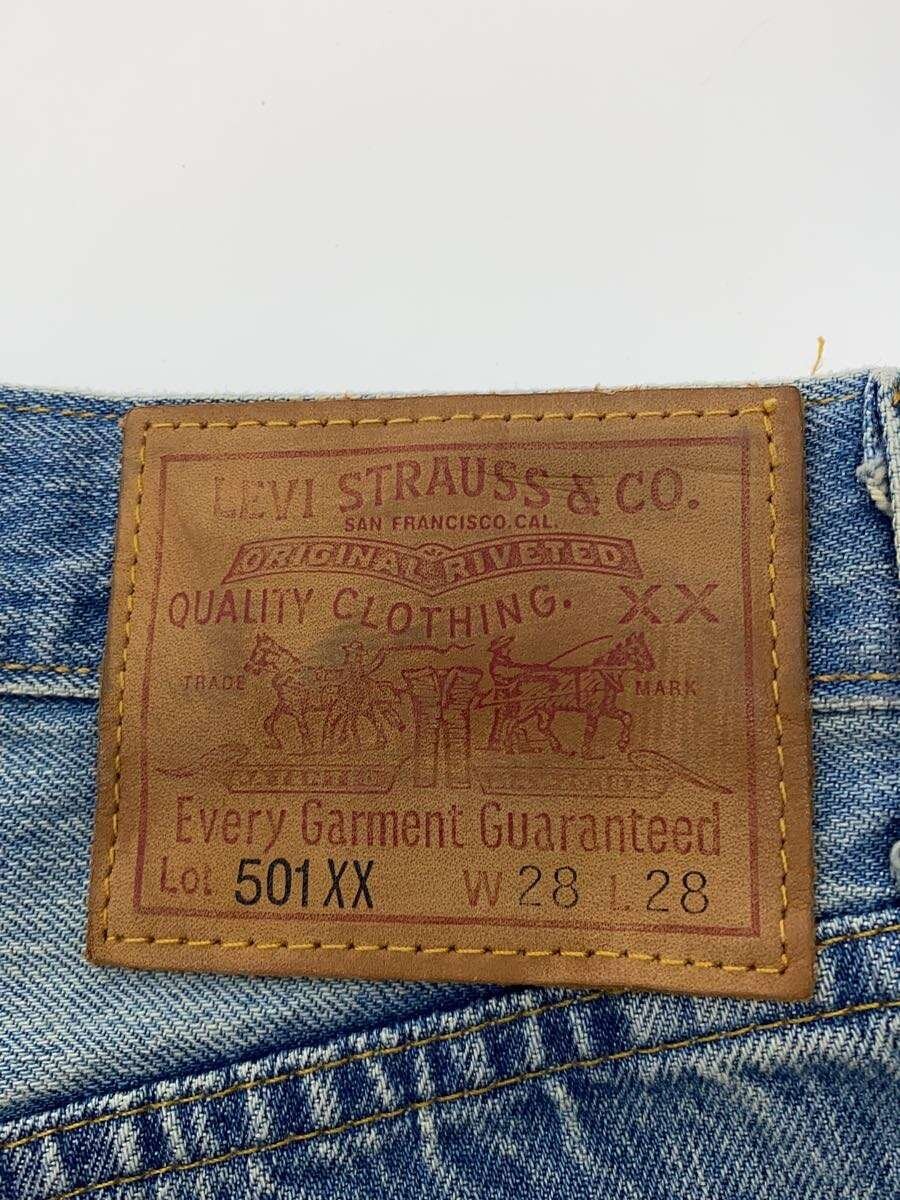 LEVI STRAUSS & CO.
SAN FRANCISCO.CAL.
ORIGINAL RIVETED
QUALITY CLOTHING. XX
TRADE MARK
Every Garment Guaranteed
Lot 501XX W 28 L 28